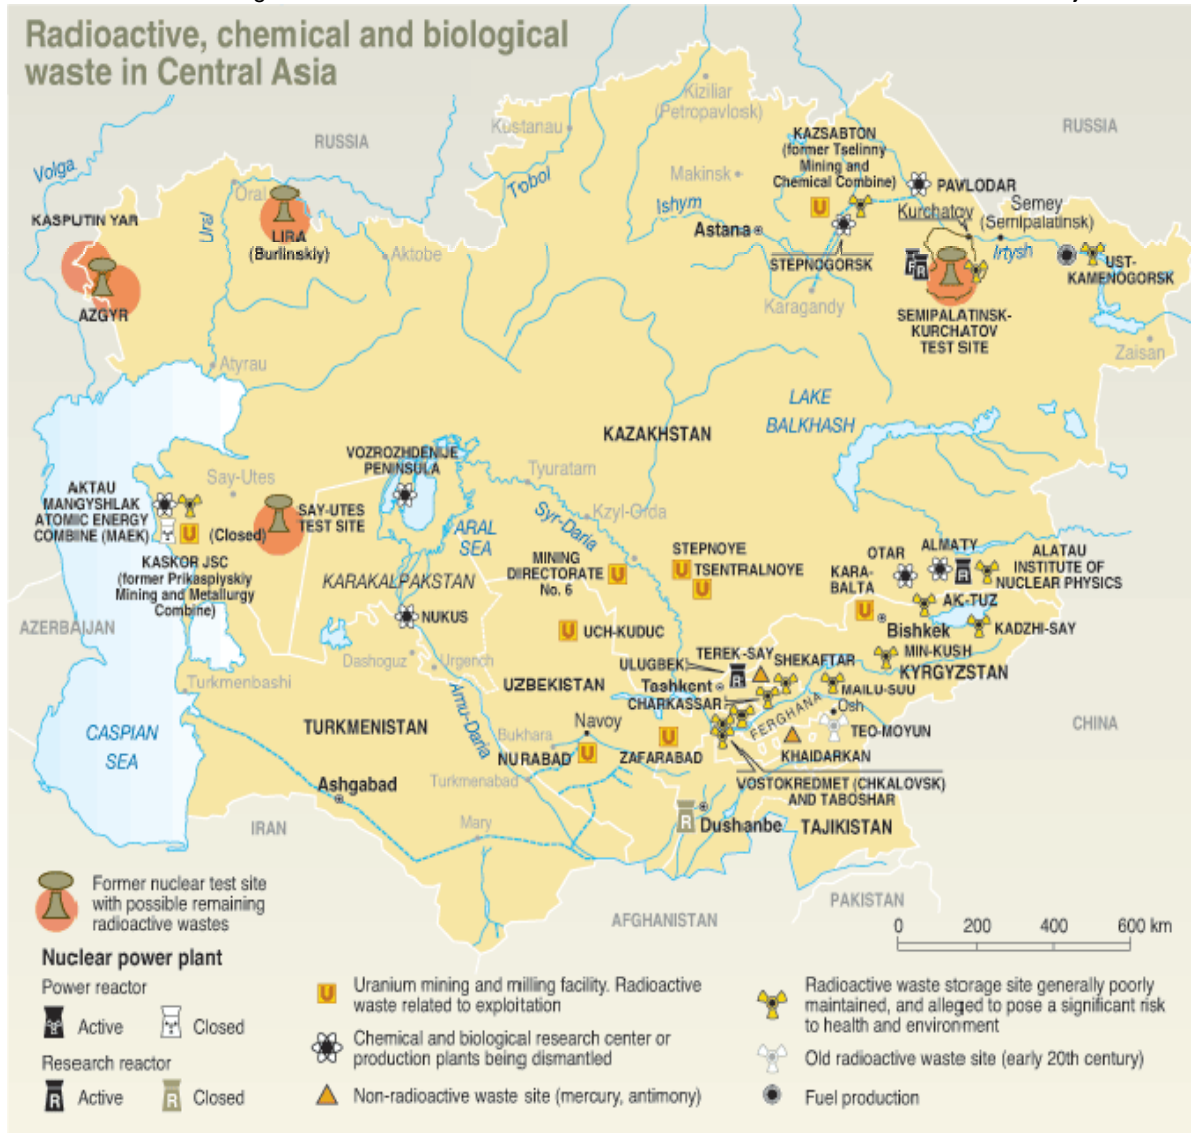 Radioactive, chemical and biological
waste in Central Asia
RUSSIA
RUSSIA
Volga
Ural
Tobol
Ishym
Irtysh
Kustanau
Kiziliar
(Petropavlosk)
Makinsk
Oral
Aktobe
KASPUTIN YAR
AZGYR
LIRA
(Burlinskiy)
Atyrau
KAZSABTON
(former Tselinny
Mining and
Chemical Combine)
U
PAVLODAR
Kurchatov
Semey
(Semipalatinsk)
Astana
STEPNOGORSK
Karagandy
R
UST-
KAMENOGORSK
SEMIPALATINSK-
KURCHATOV
TEST SITE
Zaisan
LAKE
BALKHASH
KAZAKHSTAN
VOZROZHDENIJE
PENINSULA
Tyuratam
Say-Utes
AKTAU
MANGYSHLAK
ATOMIC ENERGY
COMBINE (MAEK)
U
(Closed)
SAY-UTES
TEST SITE
ARAL
SEA
Syr-Daria
Kzyl-Orda
KASKOR JSC
(former Prikaspiyskiy
Mining and Metallurgy
Combine)
KARAKALPAKSTAN
MINING
DIRECTORATE
No. 6
U
STEPNOYE
U
TSENTRALNOYE
U
OTAR
ALMATY
R
ALATAU
INSTITUTE OF
NUCLEAR PHYSICS
KARA-
BALTA
U
AK-TUZ
Bishkek
KADZHI-SAY
MIN-KUSH
KYRGYZSTAN
AZERBAIJAN
NUKUS
U
UCH-KUDUC
Dashoguz
Urgench
Turkmenbashi
UZBEKISTAN
ULUGBEK
TEREK-SAY
R
SHEKAFTAR
Tashkent
CHARKASSAR
MAILU-SUU
Osh
FERGHANA
TEO-MOYUN
KHAIDARKAN
CHINA
CASPIAN
SEA
TURKMENISTAN
Amu-Daria
Bukhara
Navoy
NURABAD
U
U
ZAFARABAD
VOSTOKREDMET (CHKALOVSK)
AND TABOSHAR
Ashgabad
Turkmenabad
Mary
R
Dushanbe
TAJIKISTAN
IRAN
AFGHANISTAN
PAKISTAN
0 200 400 600 km
Former nuclear test site
with possible remaining
radioactive wastes
Nuclear power plant
Power reactor
Active
Closed
Research reactor
R Active
R Closed
U Uranium mining and milling facility. Radioactive
waste related to exploitation
Chemical and biological research center or
production plants being dismantled
Non-radioactive waste site (mercury, antimony)
Radioactive waste storage site generally poorly
maintained, and alleged to pose a significant risk
to health and environment
Old radioactive waste site (early 20th century)
Fuel production